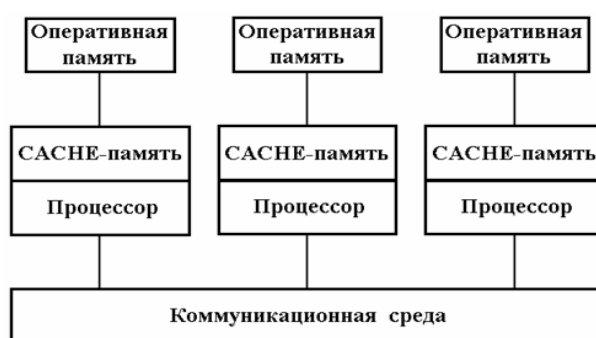 Оперативная
память
Оперативная
память
Оперативная
память
CACHE-память
CACHE-память
CACHE-память
Процессор
Процессор
Процессор
Коммуникационная среда